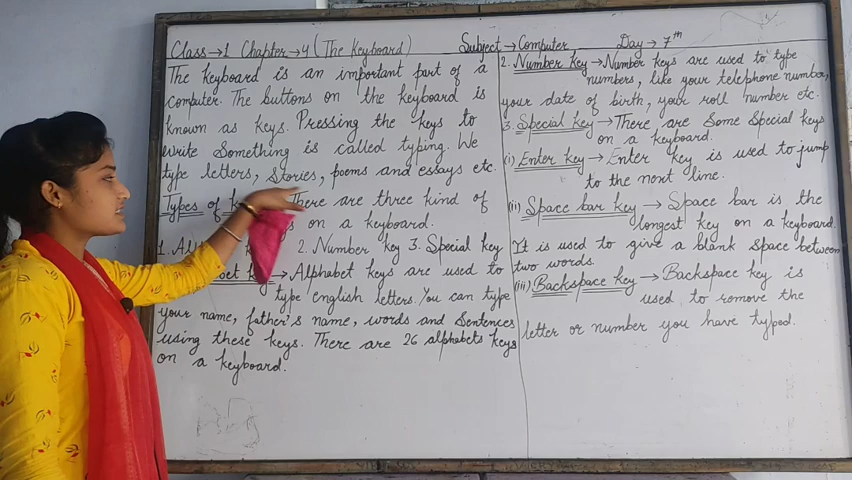 Class → 1 Chapter → 4 (The Keyboard) Subject → Computer Day → 7th
The Keyboard is an important part of a
computer. The buttons on the keyboard is
known as keys. Pressing the keys to
write Something is called typing. We
type letters, stories, poems and essays etc.
Types of There are three kind of
on a keyboard.
1. 2. Number key 3. Special key
key → Alphabet keys are used to
type english letters. You can type
your name, father's name, words and Sentences
using these keys. There are 26 alphabets keys
on a keyboard.
2. Number key → Number keys are used to type
numbers, like your telephone number,
your date of birth, your roll number etc.
3. Special key → There are Some Special keys
on a keyboard.
(i) Enter key → Enter key is used to jump
to the next line.
(ii) Space bar key → Space bar is the
longest key on a keyboard.
It is used to give a blank space between
two words.
(iii) Backspace key → Backspace key is
used to remove the
letter or number you have typed.